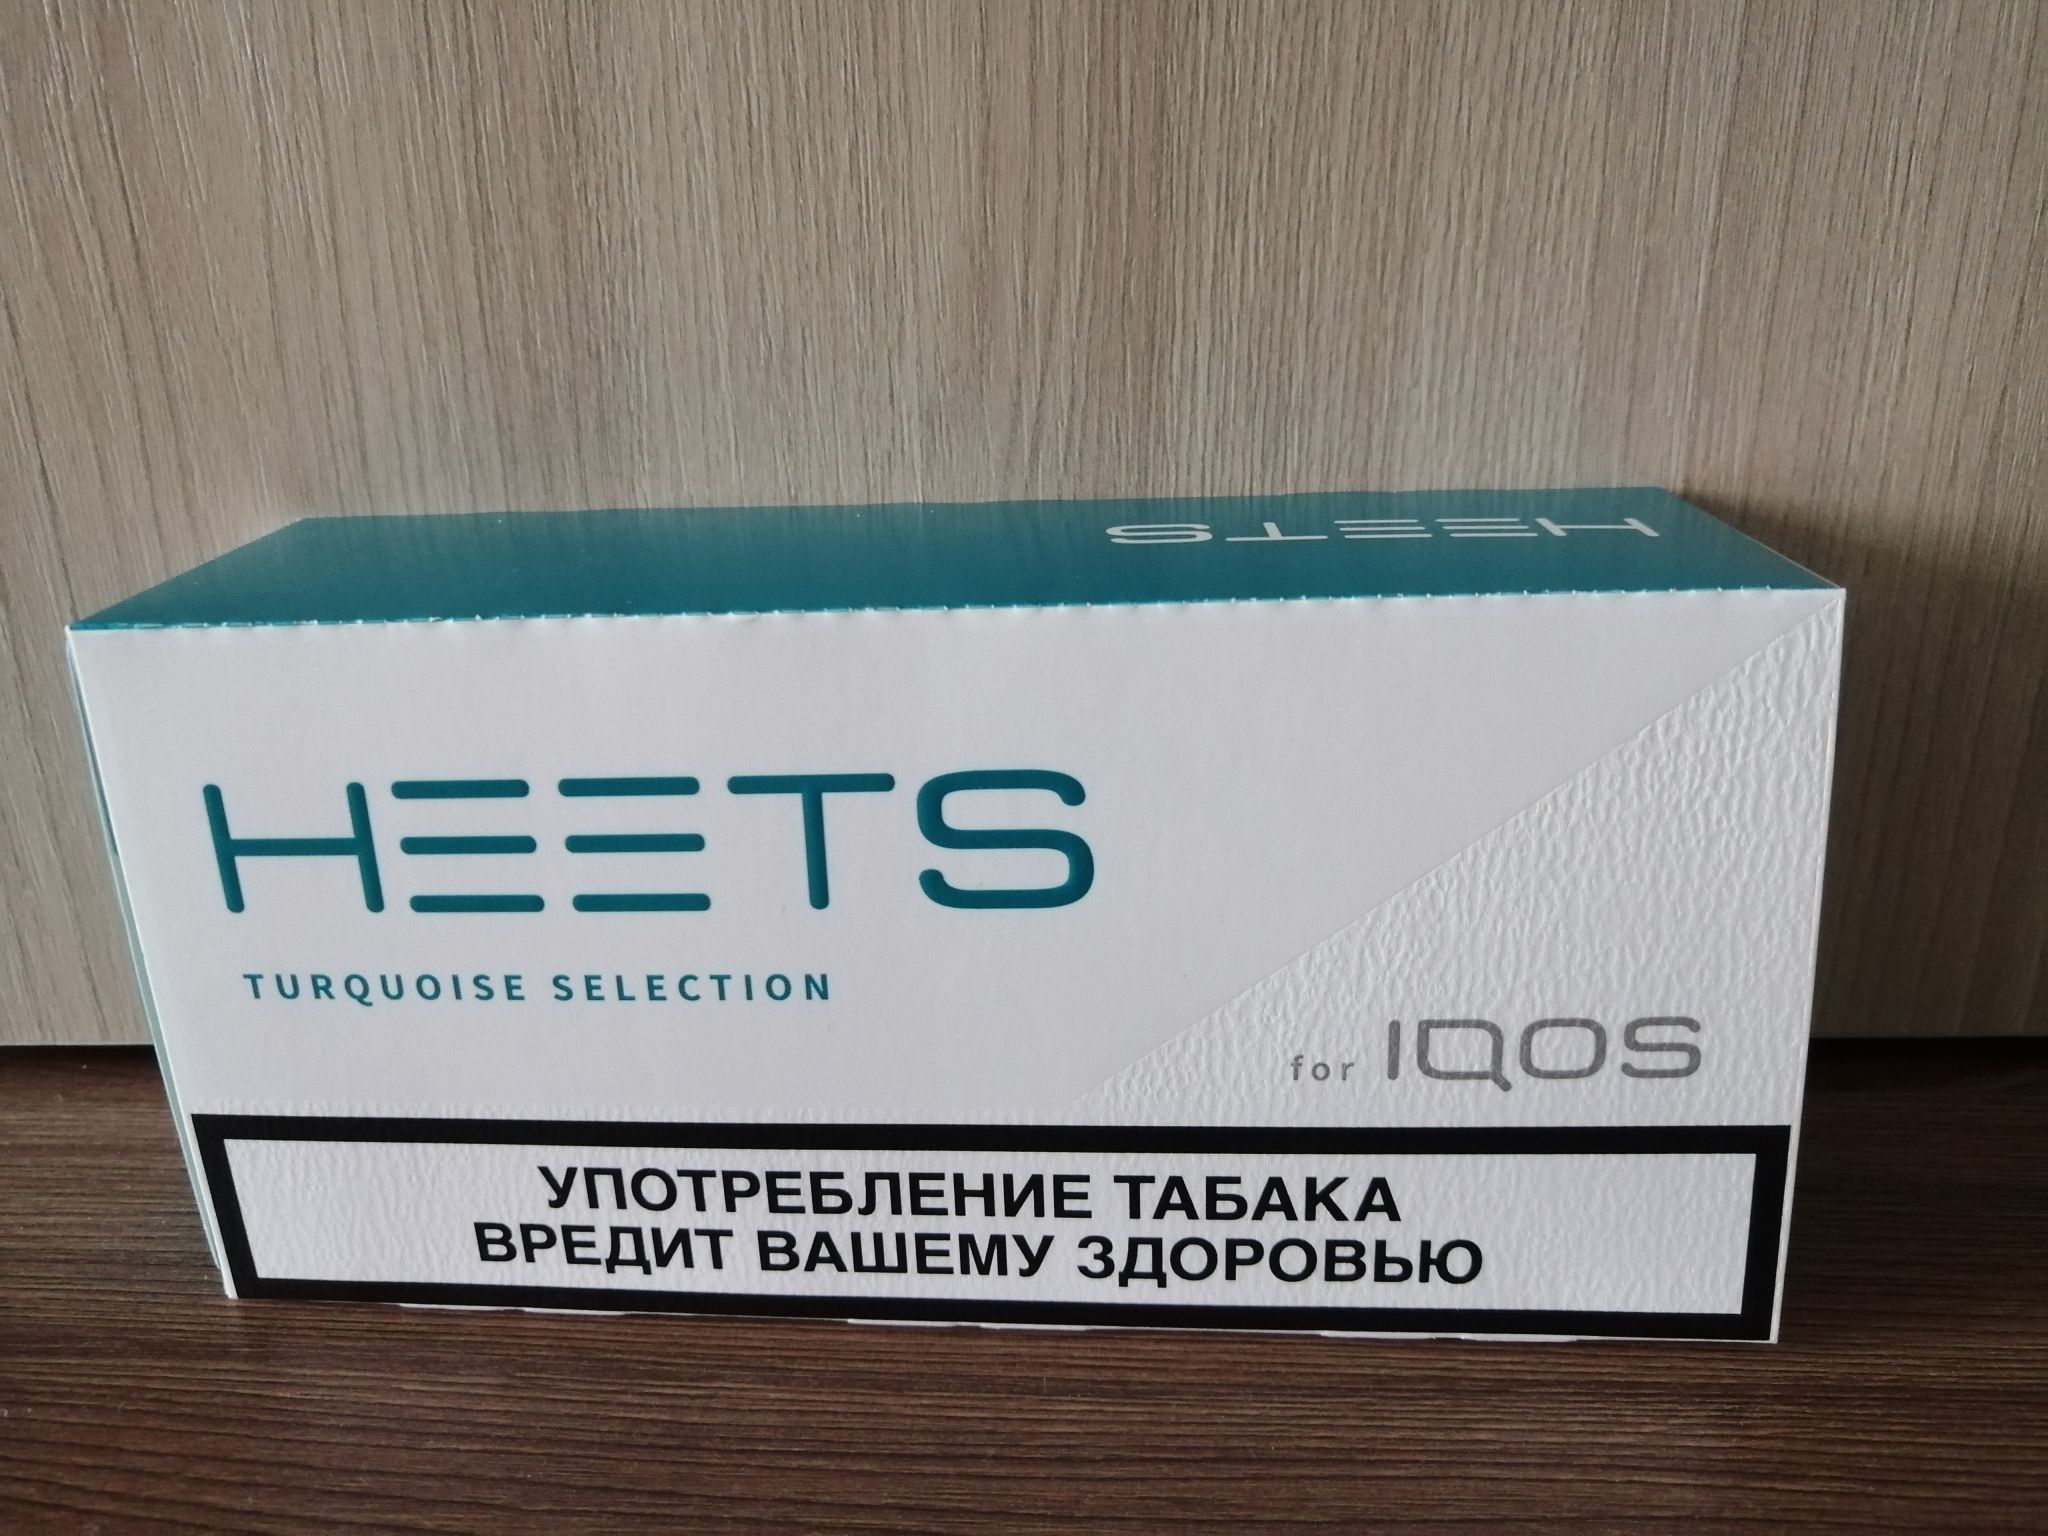 HEETS
HEETS
TURQUOISE SELECTION
for IQOS
УПОТРЕБЛЕНИЕ ТАБАКА
ВРЕДИТ ВАШЕМУ ЗДОРОВЬЮ